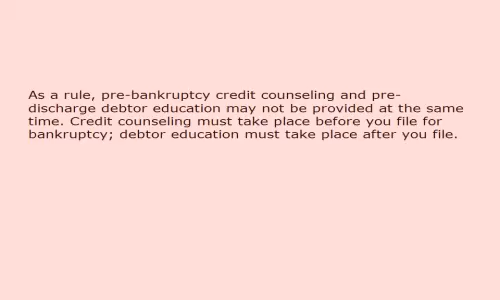 As a rule, pre-bankruptcy credit counseling and pre-
discharge debtor education may not be provided at the same
time. Credit counseling must take place before you file for
bankruptcy; debtor education must take place after you file.